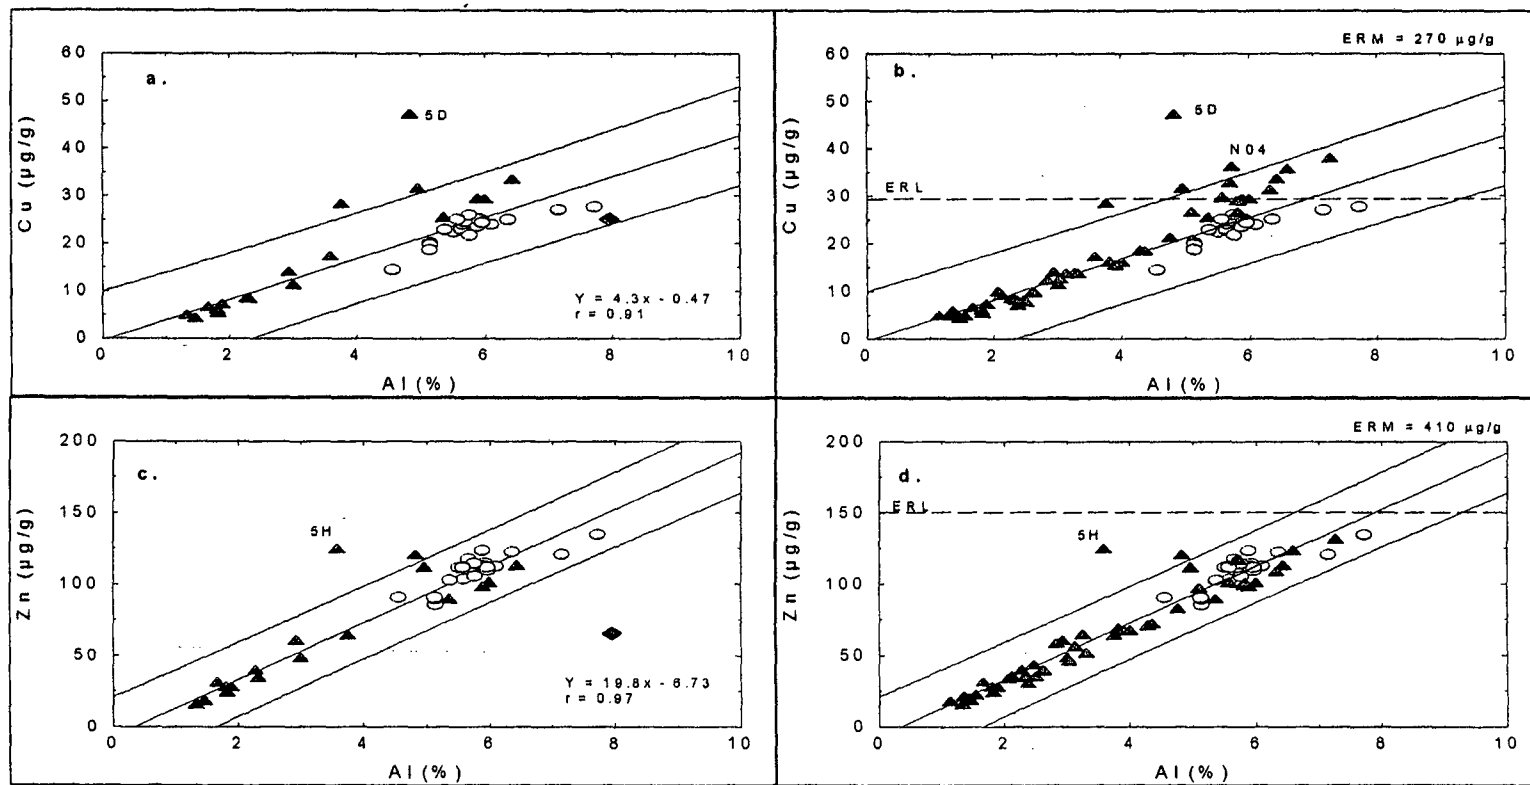 a.
60
50
40
30
20
10
0
Cu (µg/g)
5D
Y = 4.3x - 0.47
r = 0.91
0 2 4 6 8 10
Al (%)
ERM = 270 µg/g
b.
60
50
40
30
20
10
0
Cu (µg/g)
5D
N04
ERL
0 2 4 6 8 10
Al (%)
c.
200
150
100
50
0
Zn (µg/g)
5H
Y = 19.8x - 6.73
r = 0.97
0 2 4 6 8 10
Al (%)
ERM = 410 µg/g
d.
200
150
100
50
0
Zn (µg/g)
ERL
5H
0 2 4 6 8 10
Al (%)